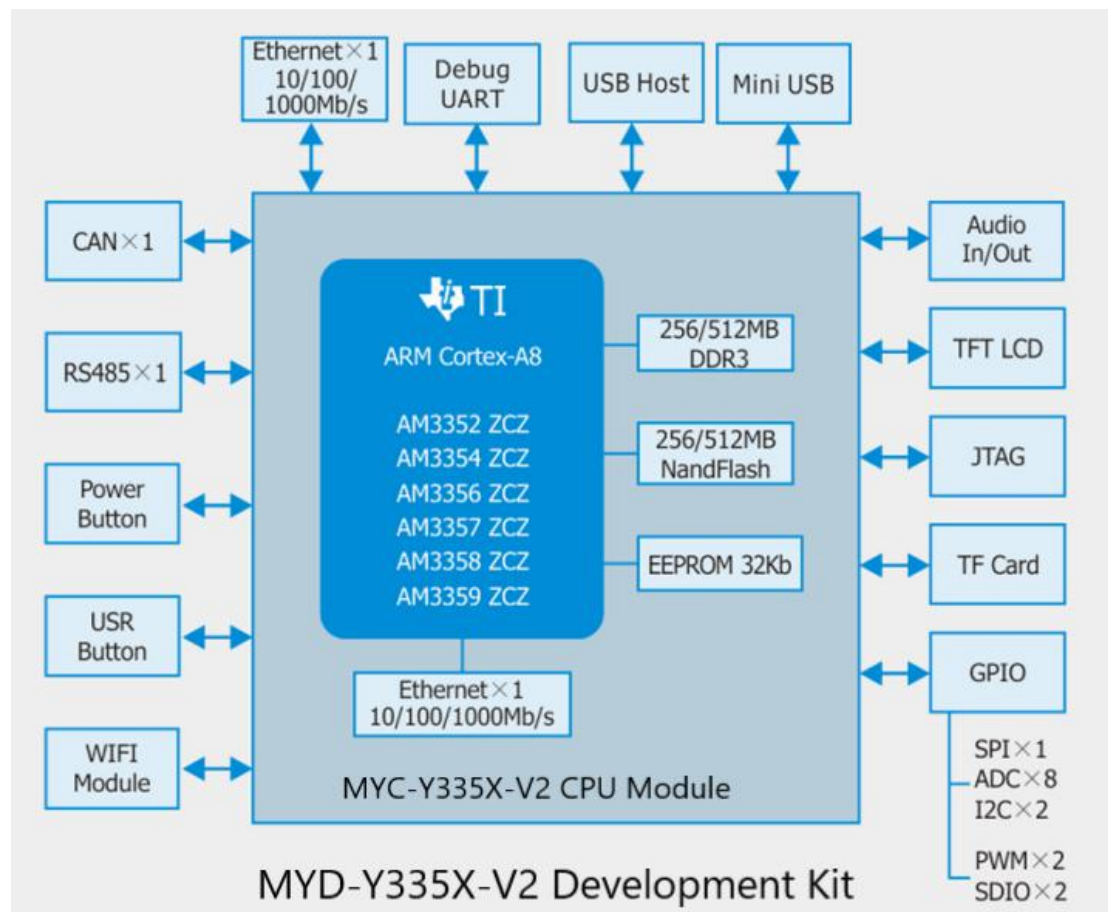 Ethernet×1
10/100/
1000Mb/s
Debug
UART
USB Host
Mini USB
CAN×1
RS485×1
Power
Button
USR
Button
WIFI
Module
TI
ARM Cortex-A8
AM3352 ZCZ
AM3354 ZCZ
AM3356 ZCZ
AM3357 ZCZ
AM3358 ZCZ
AM3359 ZCZ
256/512MB
DDR3
256/512MB
NandFlash
EEPROM 32Kb
Ethernet×1
10/100/1000Mb/s
MYC-Y335X-V2 CPU Module
Audio
In/Out
TFT LCD
JTAG
TF Card
GPIO
SPI×1
ADC×8
I2C×2
PWM×2
SDIO×2
MYD-Y335X-V2 Development Kit